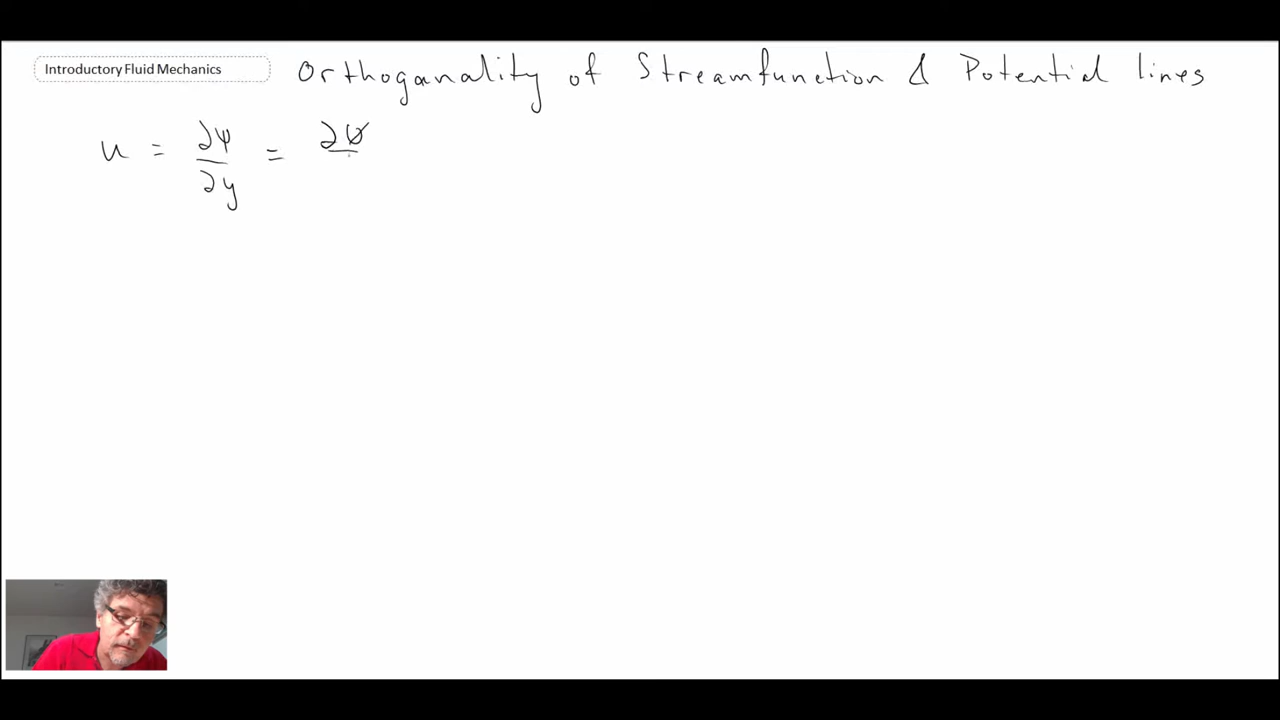 Introductory Fluid Mechanics
Orthoganality of Streamfunction & Potential lines
u = ∂ψ/∂y = ∂ϕ/